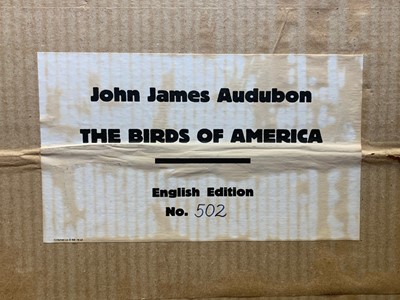 John James Audubon
THE BIRDS OF AMERICA
English Edition
No. 502